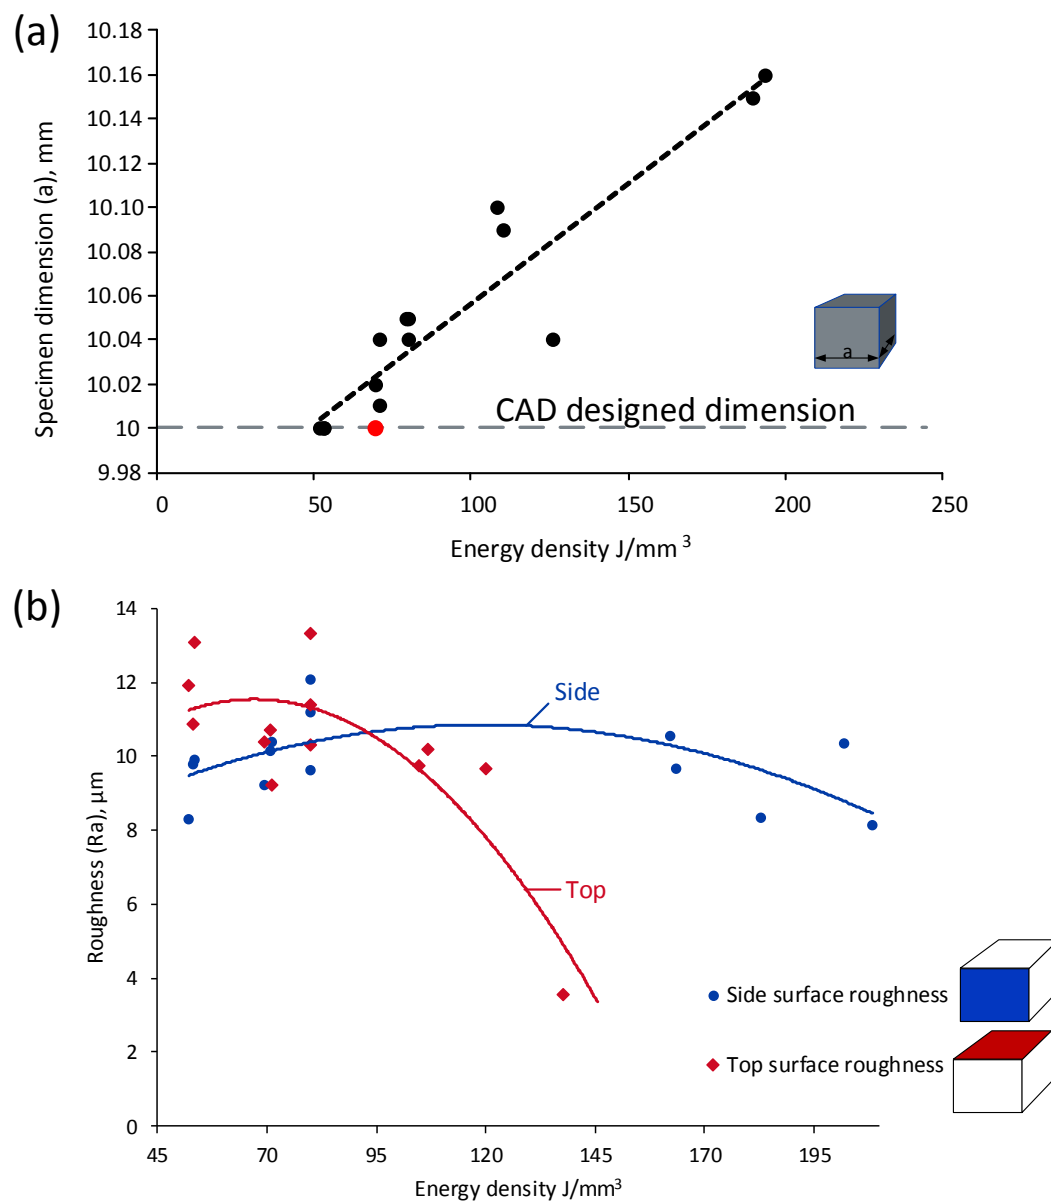 (a)
10.18
10.16
10.14
10.12
10.10
10.08
10.06
10.04
10.02
10
9.98
Specimen dimension (a), mm
a
CAD designed dimension
0 50 100 150 200 250
Energy density J/mm³
(b)
14
12
10
8
6
4
2
0
Roughness (Ra), µm
Side
Top
Side surface roughness
Top surface roughness
45 70 95 120 145 170 195
Energy density J/mm³